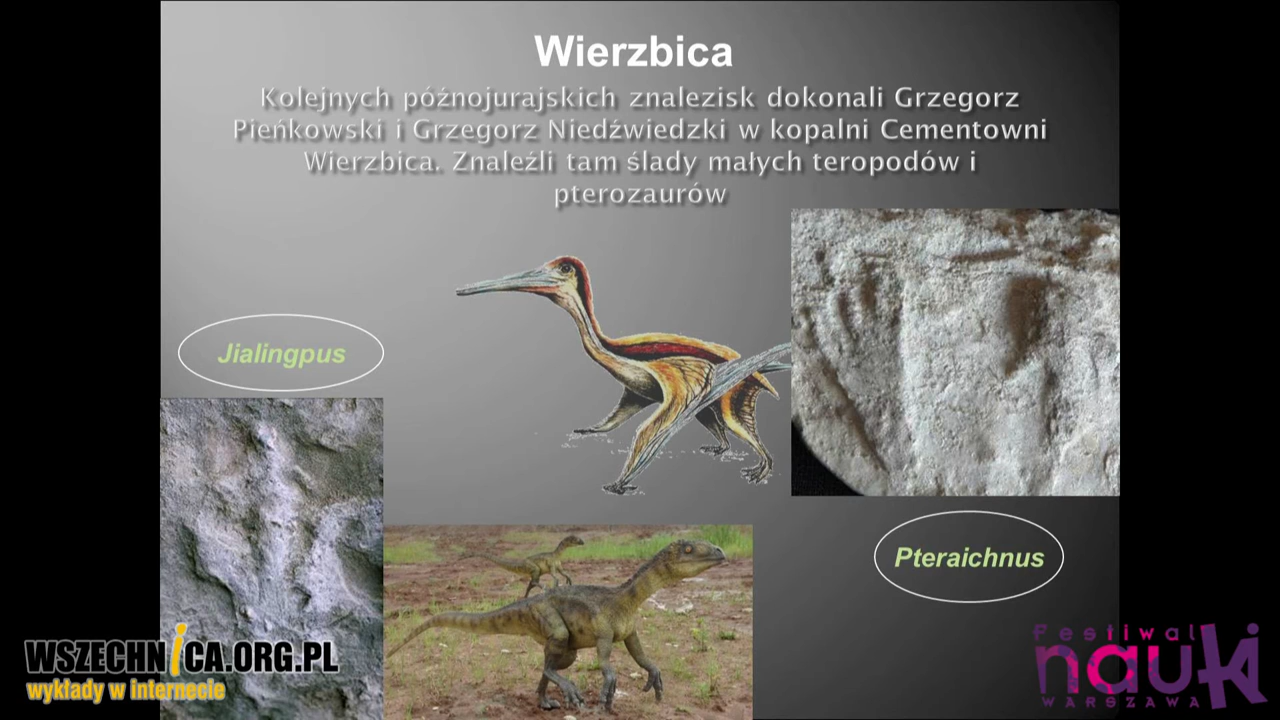 Wierzbica
Kolejnych późnojurajskich znalezisk dokonali Grzegorz
Pieńkowski i Grzegorz Niedźwiedzki w kopalni Cementowni
Wierzbica. Znaleźli tam ślady małych teropodów i
pterozaurów
Jialingpus
Pteraichnus
WSZECHNiCA.ORG.PL
wykłady w internecie
Festiwal
nauki
WARSZAWA